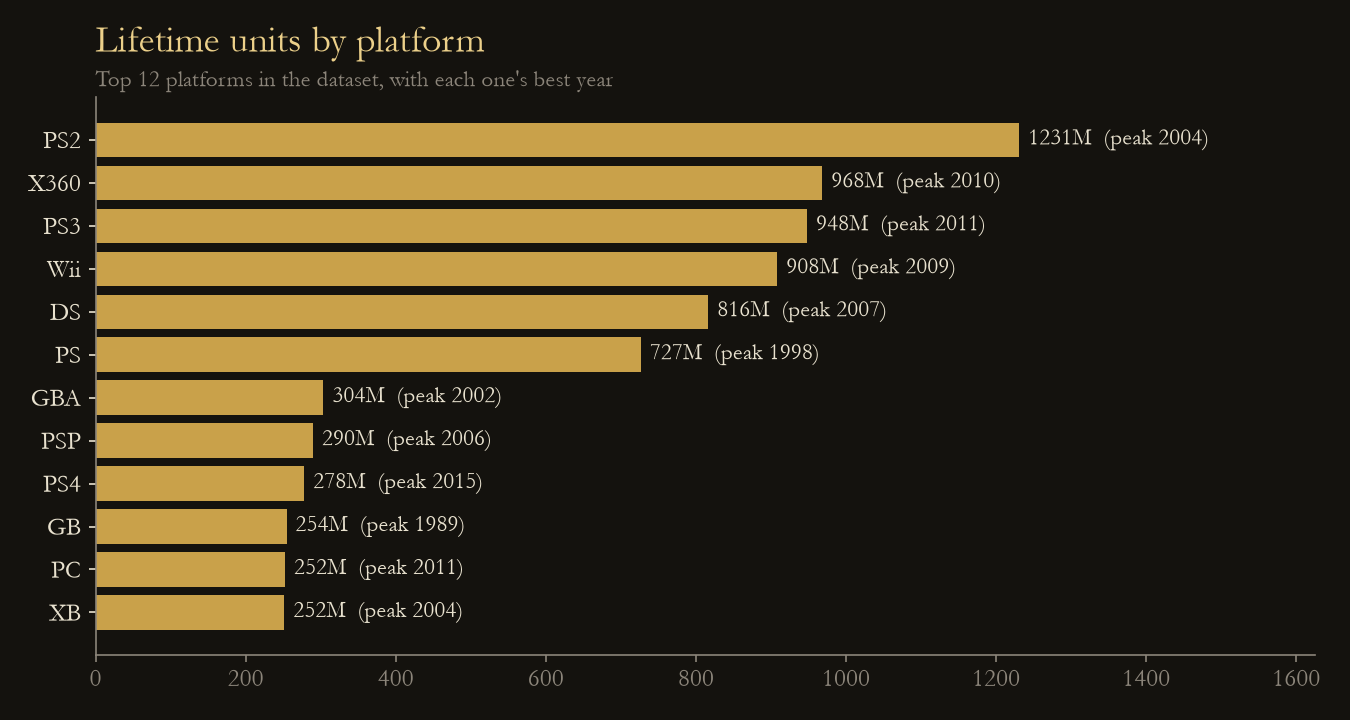 Lifetime units by platform
Top 12 platforms in the dataset, with each one's best year
PS2 1231M (peak 2004)
X360 968M (peak 2010)
PS3 948M (peak 2011)
Wii 908M (peak 2009)
DS 816M (peak 2007)
PS 727M (peak 1998)
GBA 304M (peak 2002)
PSP 290M (peak 2006)
PS4 278M (peak 2015)
GB 254M (peak 1989)
PC 252M (peak 2011)
XB 252M (peak 2004)
0 200 400 600 800 1000 1200 1400 1600